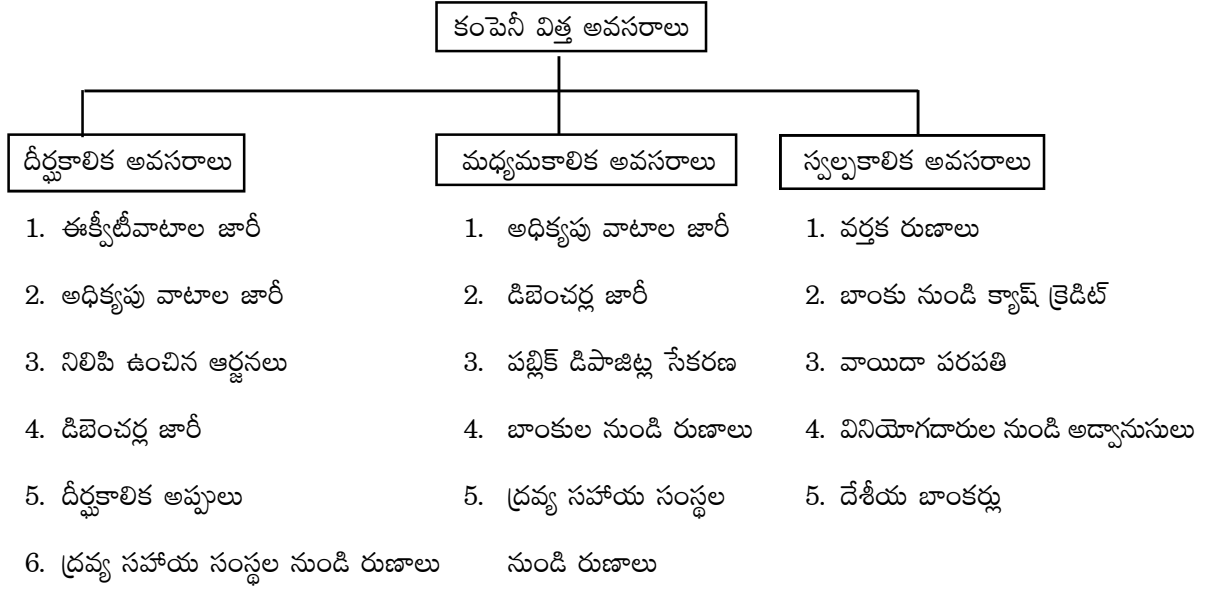 కంపెనీ విత్త అవసరాలు
దీర్ఘకాలిక అవసరాలు
1. ఈక్వీటీవాటాల జారీ
2. అధిక్యపు వాటాల జారీ
3. నిలిపి ఉంచిన ఆర్జనలు
4. డిబెంచర్ల జారీ
5. దీర్ఘకాలిక అప్పులు
6. ద్రవ్య సహాయ సంస్థల నుండి రుణాలు
మధ్యమకాలిక అవసరాలు
1. అధిక్యపు వాటాల జారీ
2. డిబెంచర్ల జారీ
3. పబ్లిక్ డిపాజిట్ల సేకరణ
4. బాంకుల నుండి రుణాలు
5. ద్రవ్య సహాయ సంస్థల
నుండి రుణాలు
స్వల్పకాలిక అవసరాలు
1. వర్తక రుణాలు
2. బాంకు నుండి క్యాష్ క్రెడిట్
3. వాయిదా పరపతి
4. వినియోగదారుల నుండి అడ్వానుసులు
5. దేశీయ బాంకర్లు